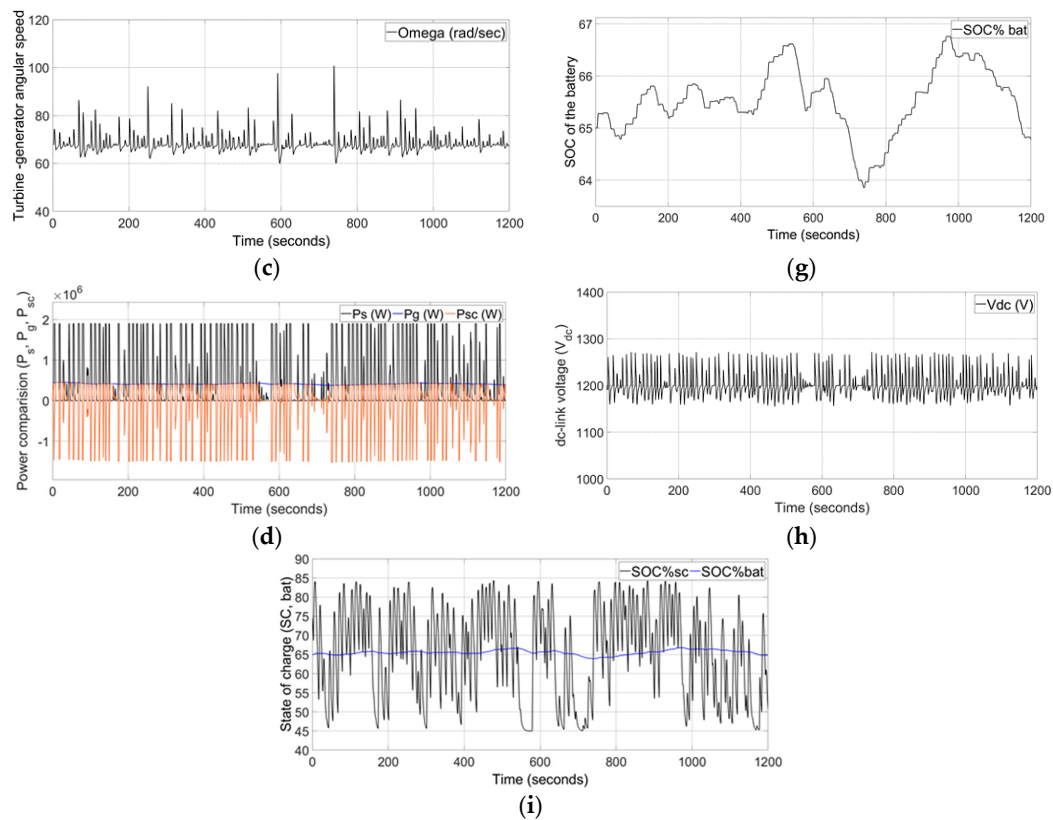 120
100
80
60
40
Turbine -generator angular speed
Omega (rad/sec)
0 200 400 600 800 1000 1200
Time (seconds)
(c)
67
66
65
64
SOC of the battery
SOC% bat
0 200 400 600 800 1000 1200
Time (seconds)
(g)
×10⁶
2
1
0
-1
Power comparision (Pₛ, P_g, P_sc)
Ps (W) Pg (W) Psc (W)
0 200 400 600 800 1000 1200
Time (seconds)
(d)
1400
1300
1200
1100
1000
dc-link voltage (V_dc)
Vdc (V)
0 200 400 600 800 1000 1200
Time (seconds)
(h)
90
85
80
75
70
65
60
55
50
45
40
State of charge (SC, bat)
SOC%sc SOC%bat
0 200 400 600 800 1000 1200
Time (seconds)
(i)